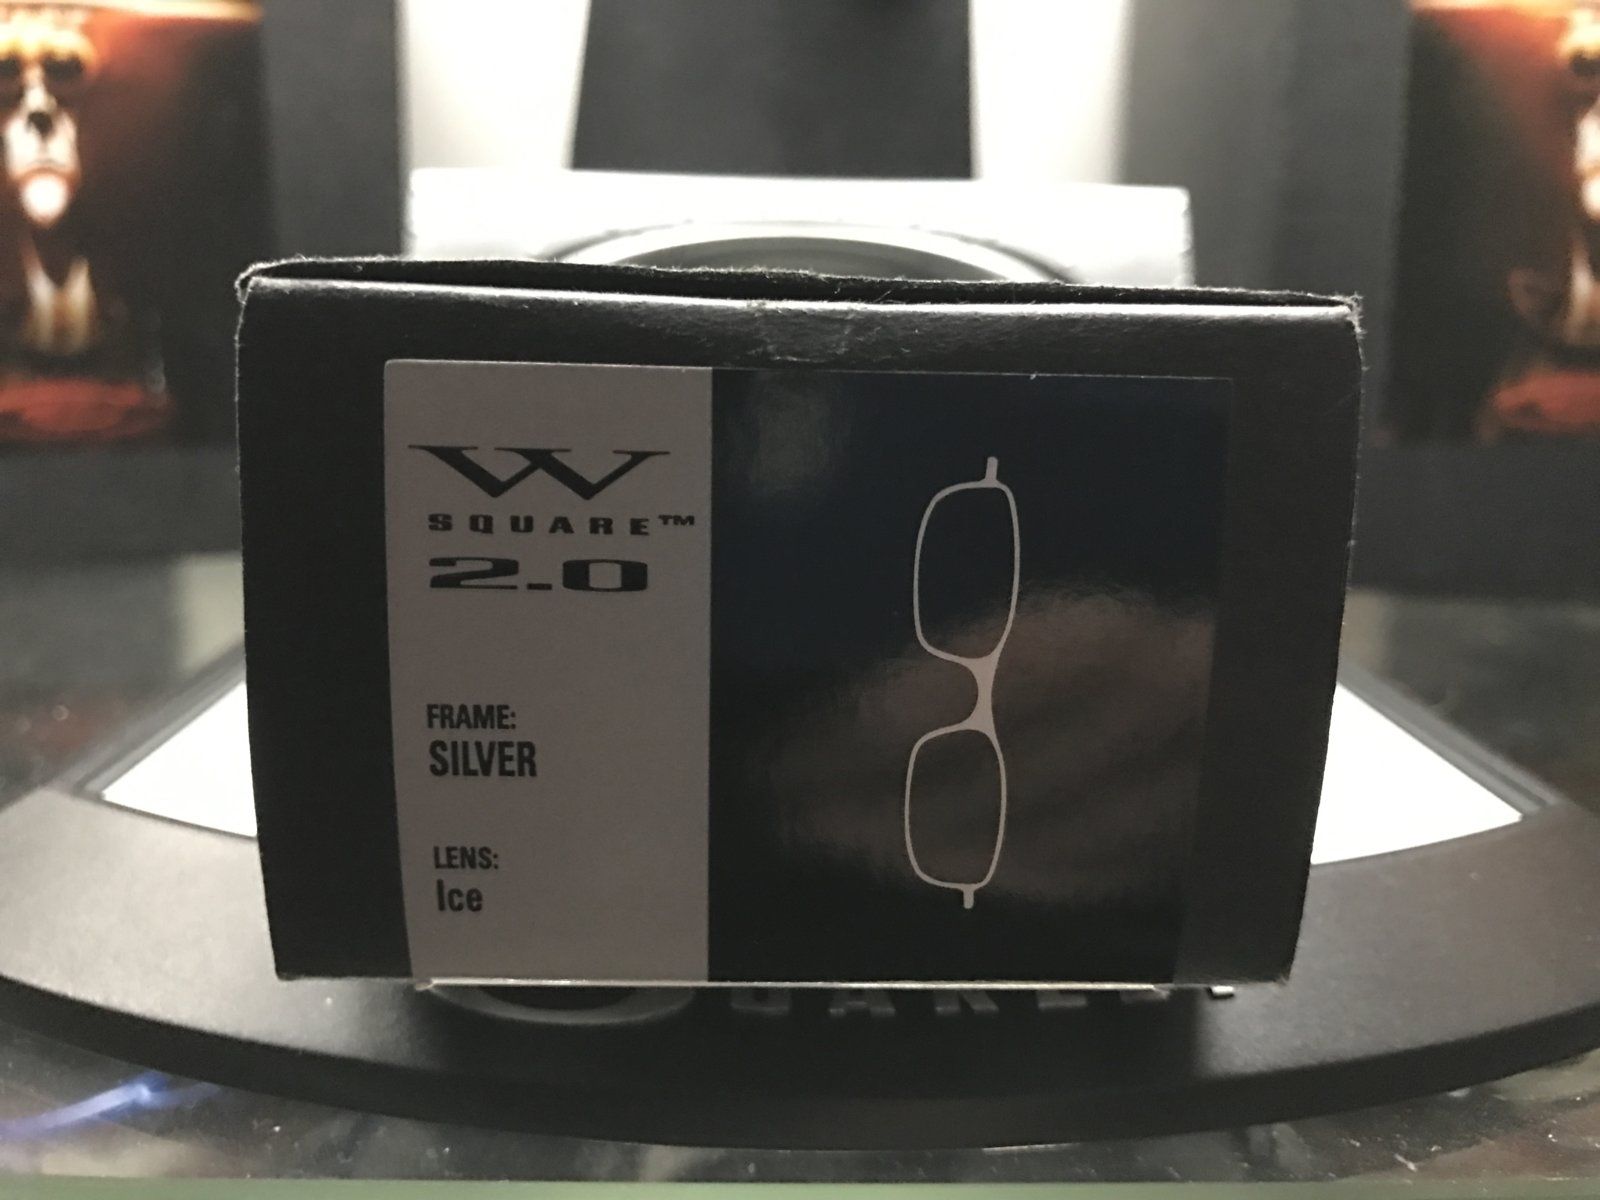 W
SQUARE™
2.0
FRAME:
SILVER
LENS:
Ice